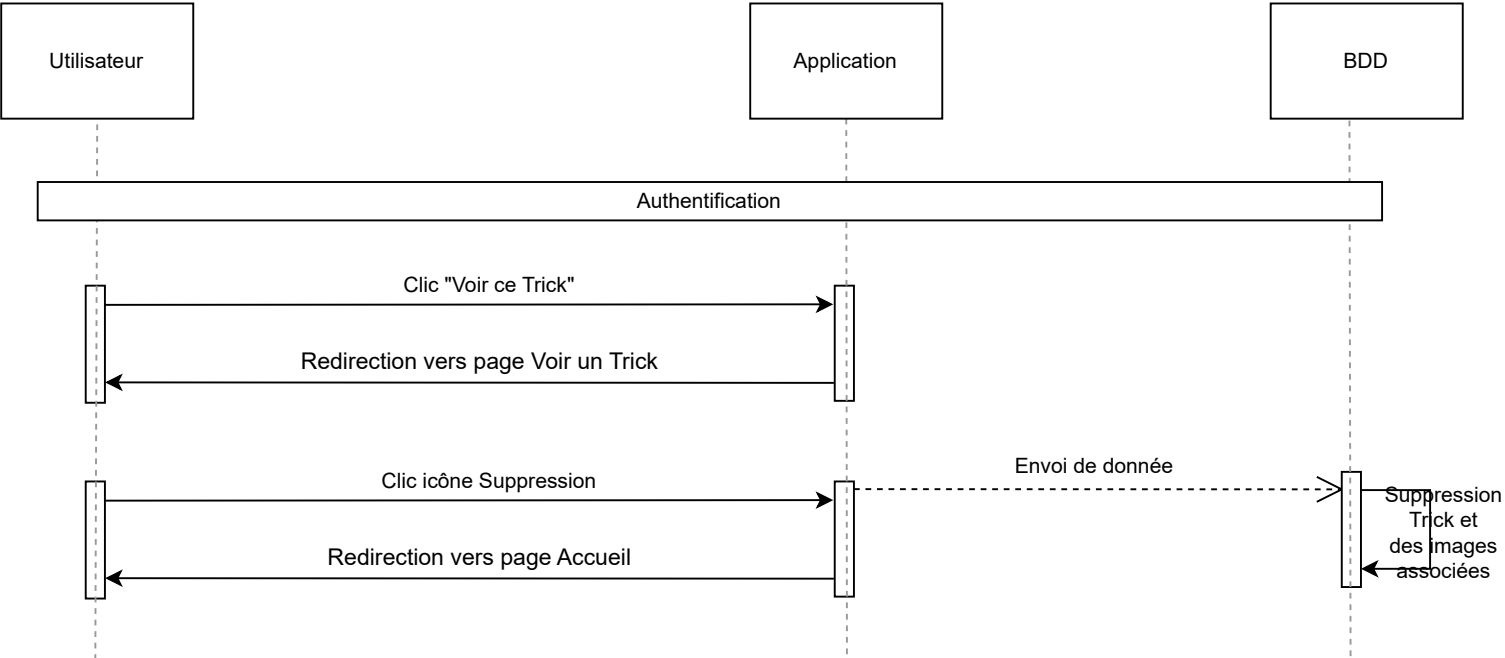 Utilisateur
Application
BDD
Authentification
Clic "Voir ce Trick"
Redirection vers page Voir un Trick
Envoi de donnée
Clic icône Suppression
Suppression
Trick et
des images
associées
Redirection vers page Accueil